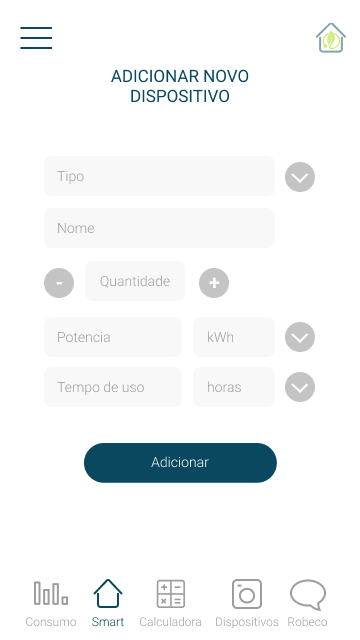 ADICIONAR NOVO
DISPOSITIVO
Tipo
Nome
- Quantidade +
Potencia kWh
Tempo de uso horas
Adicionar
Consumo Smart Calculadora Dispositivos Robeco